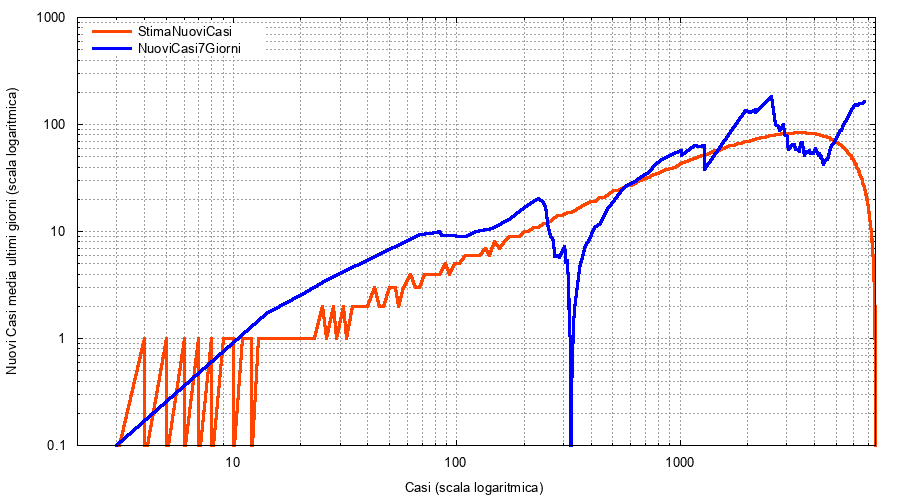 1000
100
10
1
0.1
StimaNuoviCasi
NuoviCasi7Giorni
Nuovi Casi media ultimi giorni (scala logaritmica)
10
100
1000
Casi (scala logaritmica)